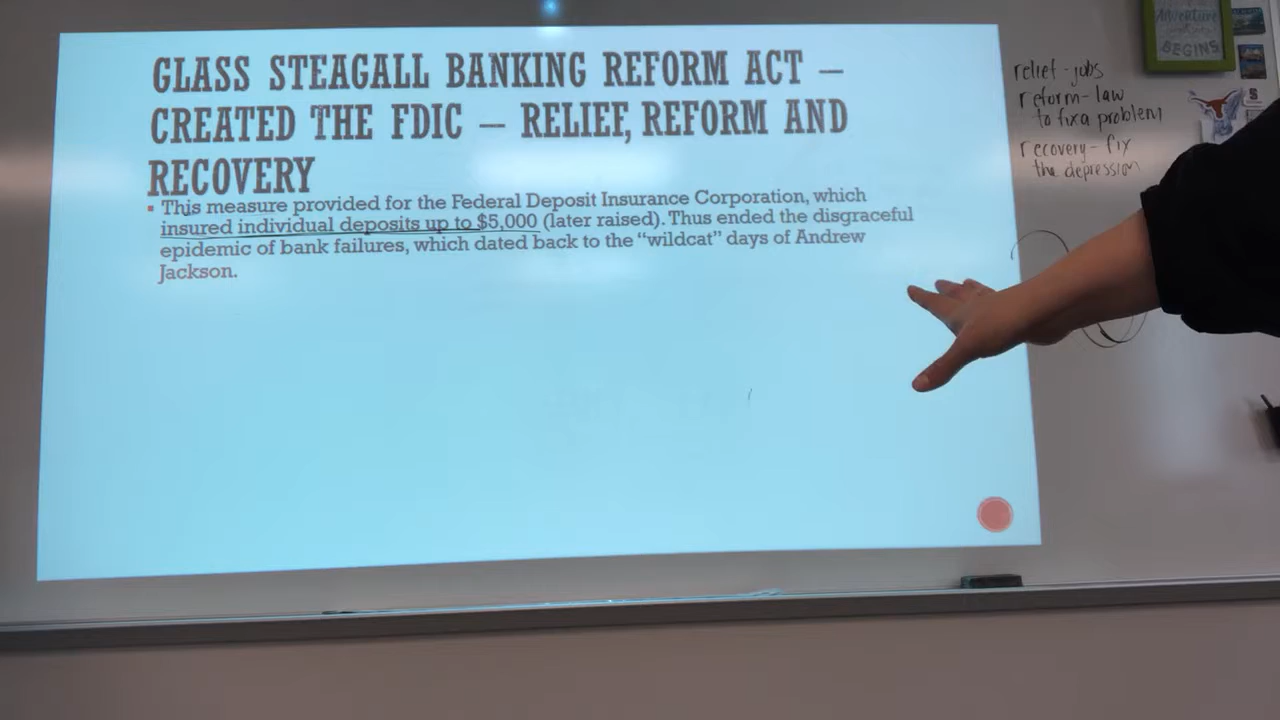 GLASS STEAGALL BANKING REFORM ACT –
CREATED THE FDIC – RELIEF, REFORM AND
RECOVERY
This measure provided for the Federal Deposit Insurance Corporation, which
insured individual deposits up to $5,000 (later raised). Thus ended the disgraceful
epidemic of bank failures, which dated back to the “wildcat” days of Andrew
Jackson.
relief - jobs
reform - law
to fix a problem
recovery - fix
the depression
Adventure
BEGINS
S